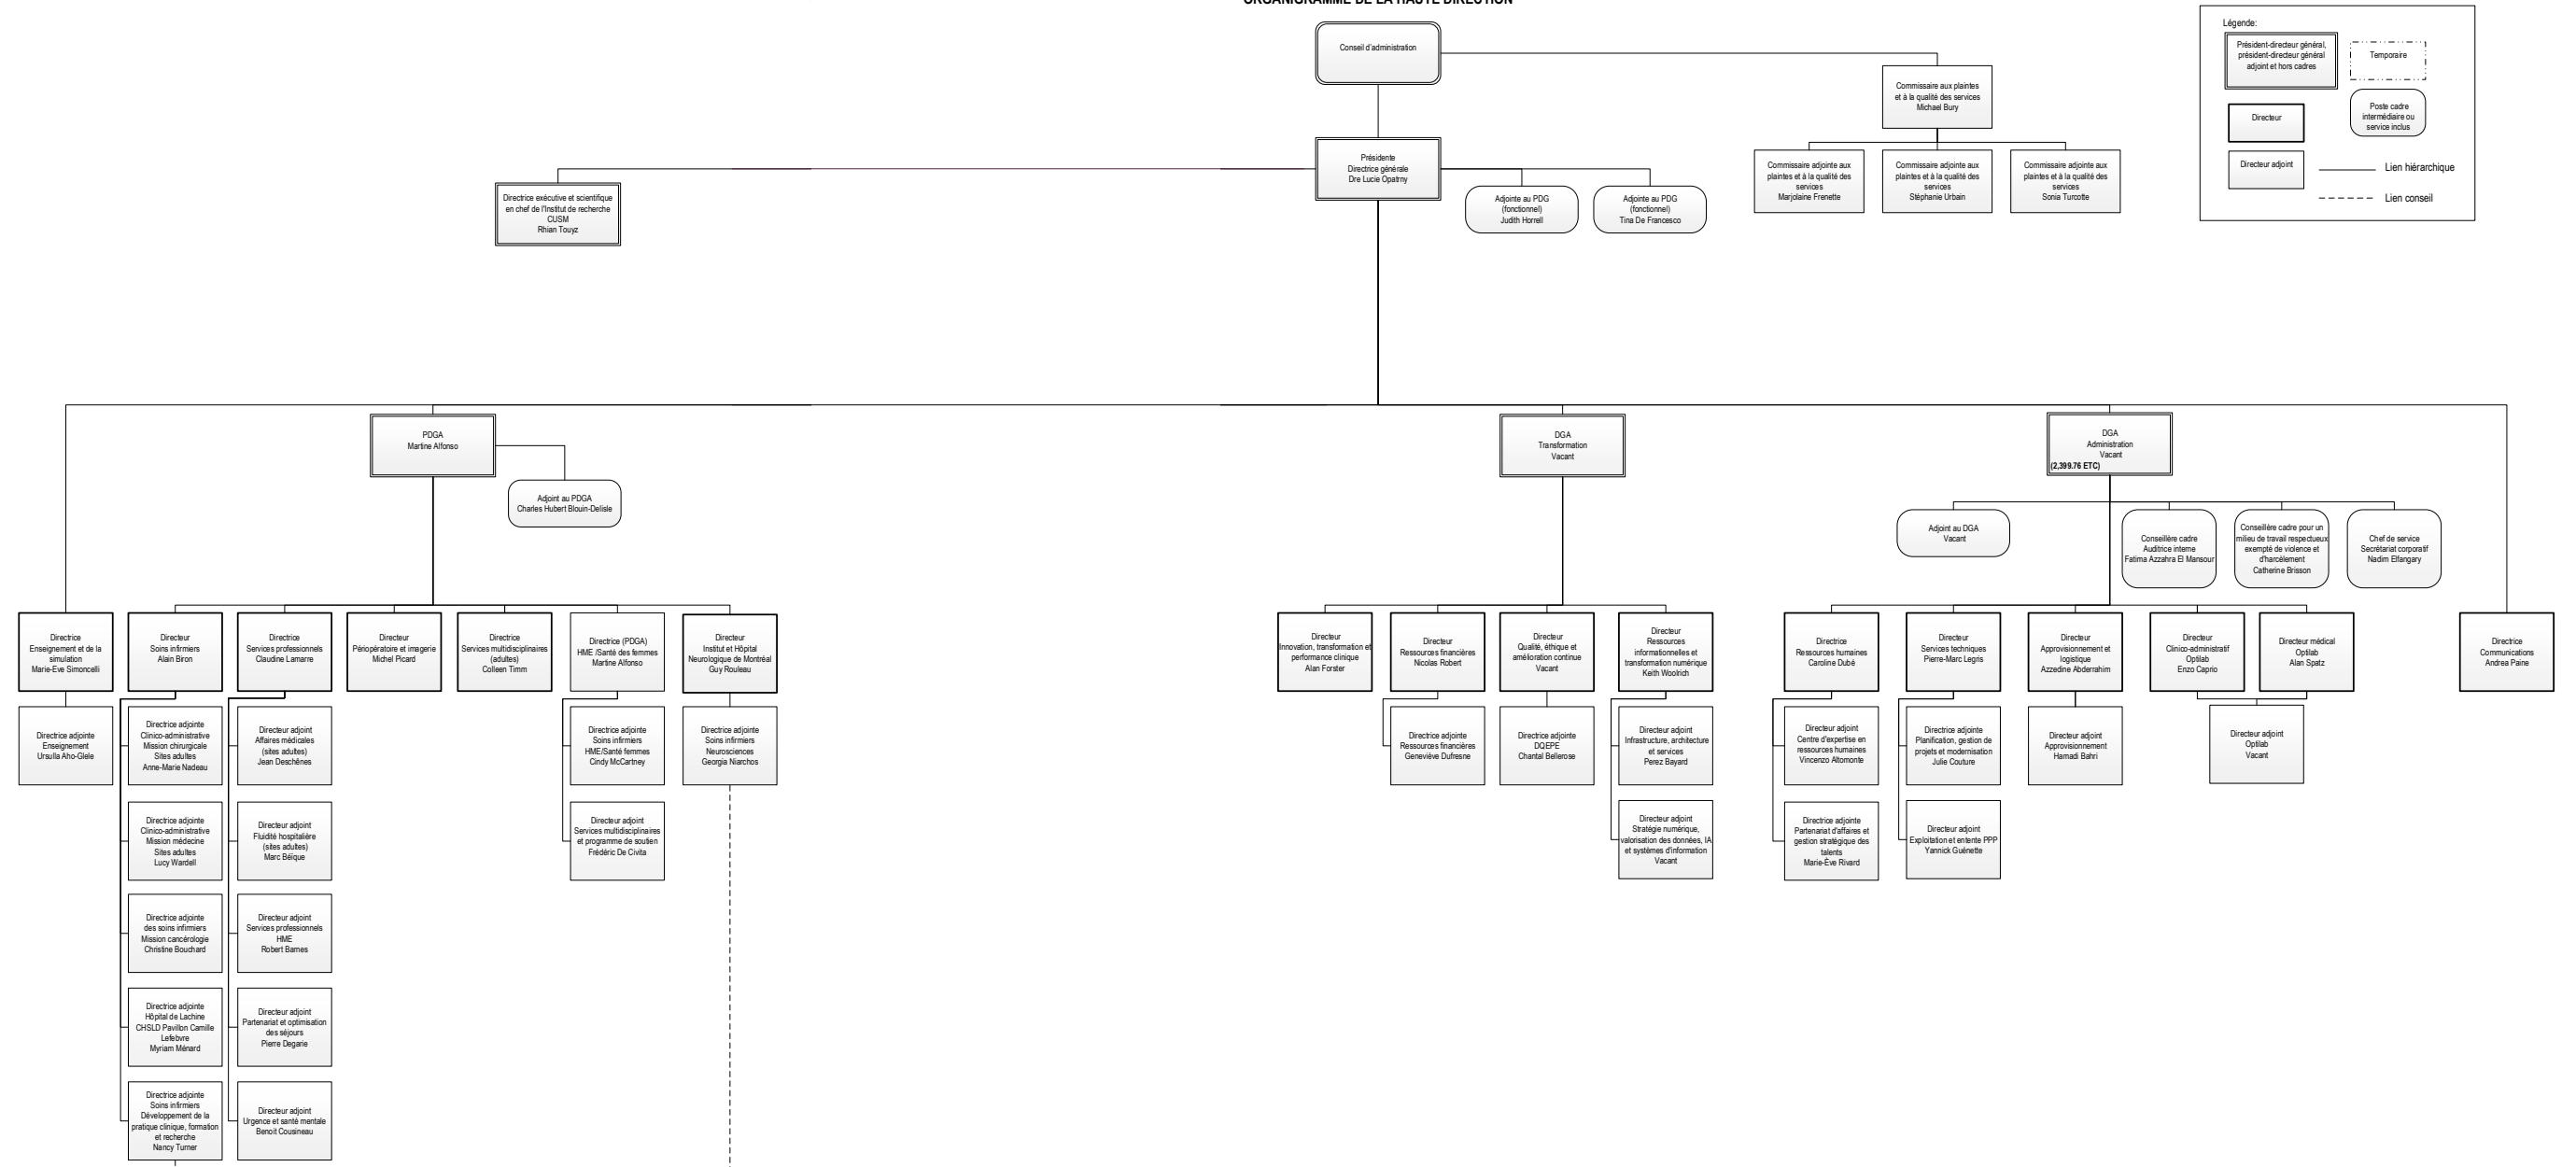 ORGANIGRAMME DE LA HAUTE DIRECTION
Conseil d'administration
Légende:
Président-directeur général,
président-directeur général
adjoint et hors cadres
Temporaire
Directeur
Poste cadre
intermédiaire ou
service inclus
Directeur adjoint
Lien hiérarchique
Lien conseil
Commissaire aux plaintes
et à la qualité des services
Michael Bury
Présidente
Directrice générale
Dre Lucie Opatrny
Commissaire adjointe aux
plaintes et à la qualité des
services
Marjolaine Frenette
Commissaire adjointe aux
plaintes et à la qualité des
services
Stéphanie Urbain
Commissaire adjointe aux
plaintes et à la qualité des
services
Sonia Turcotte
Directrice exécutive et scientifique
en chef de l'Institut de recherche
CUSM
Rhian Touyz
Adjointe au PDG
(fonctionnel)
Judith Horrell
Adjointe au PDG
(fonctionnel)
Tina De Francesco
PDGA
Martine Alfonso
DGA
Transformation
Vacant
DGA
Administration
Vacant
(2,399.76 ETC)
Adjoint au PDGA
Charles Hubert Blouin-Delisle
Adjoint au DGA
Vacant
Conseillère cadre
Auditrice interne
Fatima Azzahra El Mansour
Conseillère cadre pour un
milieu de travail respectueux
exempté de violence et
d'harcèlement
Catherine Brisson
Chef de service
Secrétariat corporatif
Nadim Elfangary
Directrice
Enseignement et de la
simulation
Marie-Eve Simoncelli
Directeur
Soins infirmiers
Alain Biron
Directrice
Services professionnels
Claudine Lamarre
Directeur
Périopératoire et imagerie
Michel Picard
Directrice
Services multidisciplinaires
(adultes)
Colleen Timm
Directrice (PDGA)
HME /Santé des femmes
Martine Alfonso
Directeur
Institut et Hôpital
Neurologique de Montréal
Guy Rouleau
Directeur
Innovation, transformation et
performance clinique
Alan Forster
Directeur
Ressources financières
Nicolas Robert
Directeur
Qualité, éthique et
amélioration continue
Vacant
Directeur
Ressources
informationnelles et
transformation numérique
Keith Woolrich
Directrice
Ressources humaines
Caroline Dubé
Directeur
Services techniques
Pierre-Marc Legris
Directeur
Approvisionnement et
logistique
Azzedine Abderrahim
Directeur
Clinico-administratif
Optilab
Enzo Caprio
Directeur médical
Optilab
Alan Spatz
Directrice
Communications
Andrea Paine
Directrice adjointe
Enseignement
Ursulla Aho-Glele
Directrice adjointe
Clinico-administrative
Mission chirurgicale
Sites adultes
Anne-Marie Nadeau
Directeur adjoint
Affaires médicales
(sites adultes)
Jean Deschênes
Directrice adjointe
Soins infirmiers
HME/Santé femmes
Cindy McCartney
Directrice adjointe
Soins infirmiers
Neurosciences
Georgia Niarchos
Directrice adjointe
Ressources financières
Geneviève Dufresne
Directrice adjointe
DQEPE
Chantal Bellerose
Directeur adjoint
Infrastructure, architecture
et services
Perez Bayard
Directeur adjoint
Centre d'expertise en
ressources humaines
Vincenzo Altomonte
Directrice adjointe
Planification, gestion de
projets et modernisation
Julie Couture
Directeur adjoint
Approvisionnement
Hamadi Bahri
Directeur adjoint
Optilab
Vacant
Directrice adjointe
Clinico-administrative
Mission médecine
Sites adultes
Lucy Wardell
Directeur adjoint
Fluidité hospitalière
(sites adultes)
Marc Béïque
Directeur adjoint
Services multidisciplinaires
et programme de soutien
Frédéric De Civita
Directeur adjoint
Stratégie numérique,
valorisation des données, IA
et systèmes d'information
Vacant
Directrice adjointe
Partenariat d'affaires et
gestion stratégique des
talents
Marie-Ève Rivard
Directeur adjoint
Exploitation et entente PPP
Yannick Guénette
Directrice adjointe
des soins infirmiers
Mission cancérologie
Christine Bouchard
Directeur adjoint
Services professionnels
HME
Robert Barnes
Directrice adjointe
Hôpital de Lachine
CHSLD Pavillon Camille
Lefebvre
Myriam Ménard
Directeur adjoint
Partenariat et optimisation
des séjours
Pierre Degarie
Directrice adjointe
Soins infirmiers
Développement de la
pratique clinique, formation
et recherche
Nancy Turner
Directeur adjoint
Urgence et santé mentale
Benoit Cousineau